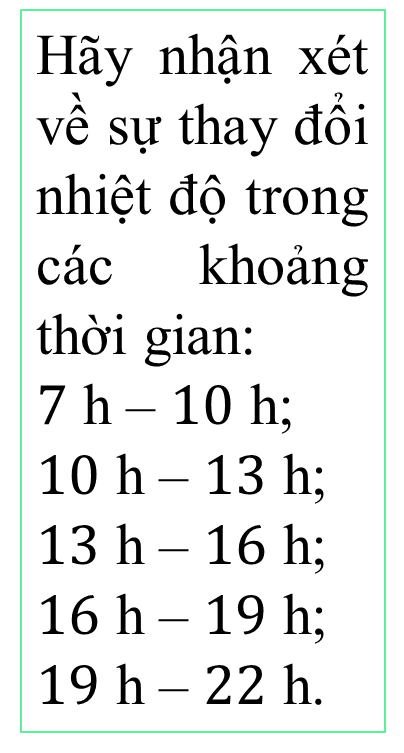 Hãy nhận xét
về sự thay đổi
nhiệt độ trong
các khoảng
thời gian:
7 h – 10 h;
10 h – 13 h;
13 h – 16 h;
16 h – 19 h;
19 h – 22 h.